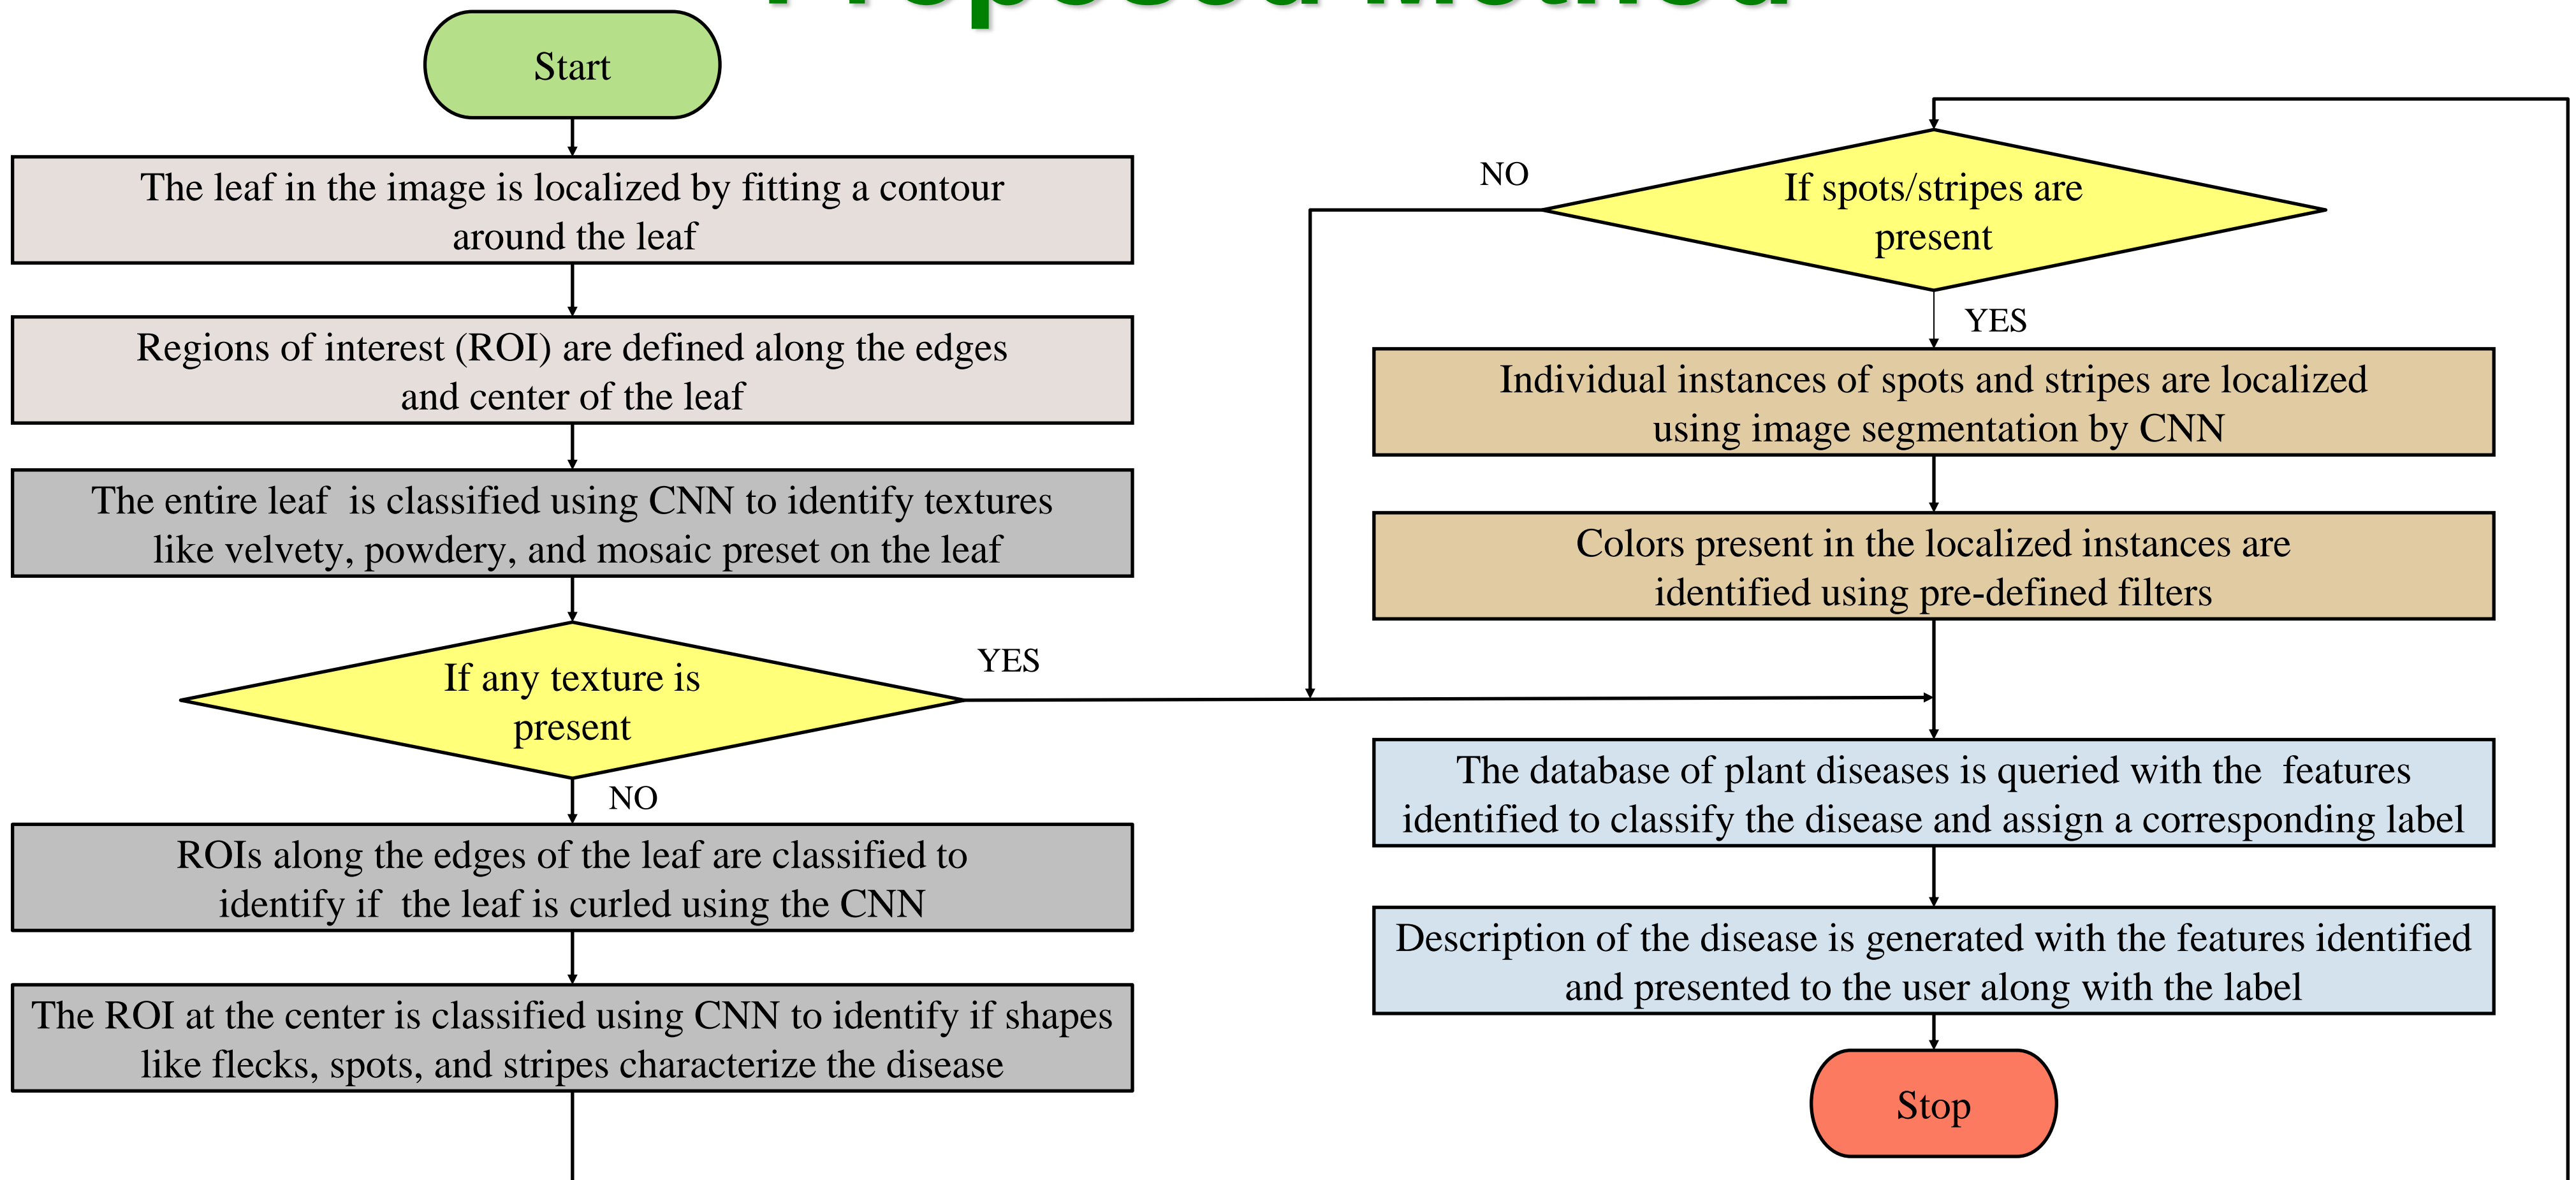 Proposed Method
Start
The leaf in the image is localized by fitting a contour
around the leaf
Regions of interest (ROI) are defined along the edges
and center of the leaf
The entire leaf is classified using CNN to identify textures
like velvety, powdery, and mosaic preset on the leaf
If any texture is
present
YES
NO
ROIs along the edges of the leaf are classified to
identify if the leaf is curled using the CNN
The ROI at the center is classified using CNN to identify if shapes
like flecks, spots, and stripes characterize the disease
If spots/stripes are
present
NO
YES
Individual instances of spots and stripes are localized
using image segmentation by CNN
Colors present in the localized instances are
identified using pre-defined filters
The database of plant diseases is queried with the features
identified to classify the disease and assign a corresponding label
Description of the disease is generated with the features identified
and presented to the user along with the label
Stop